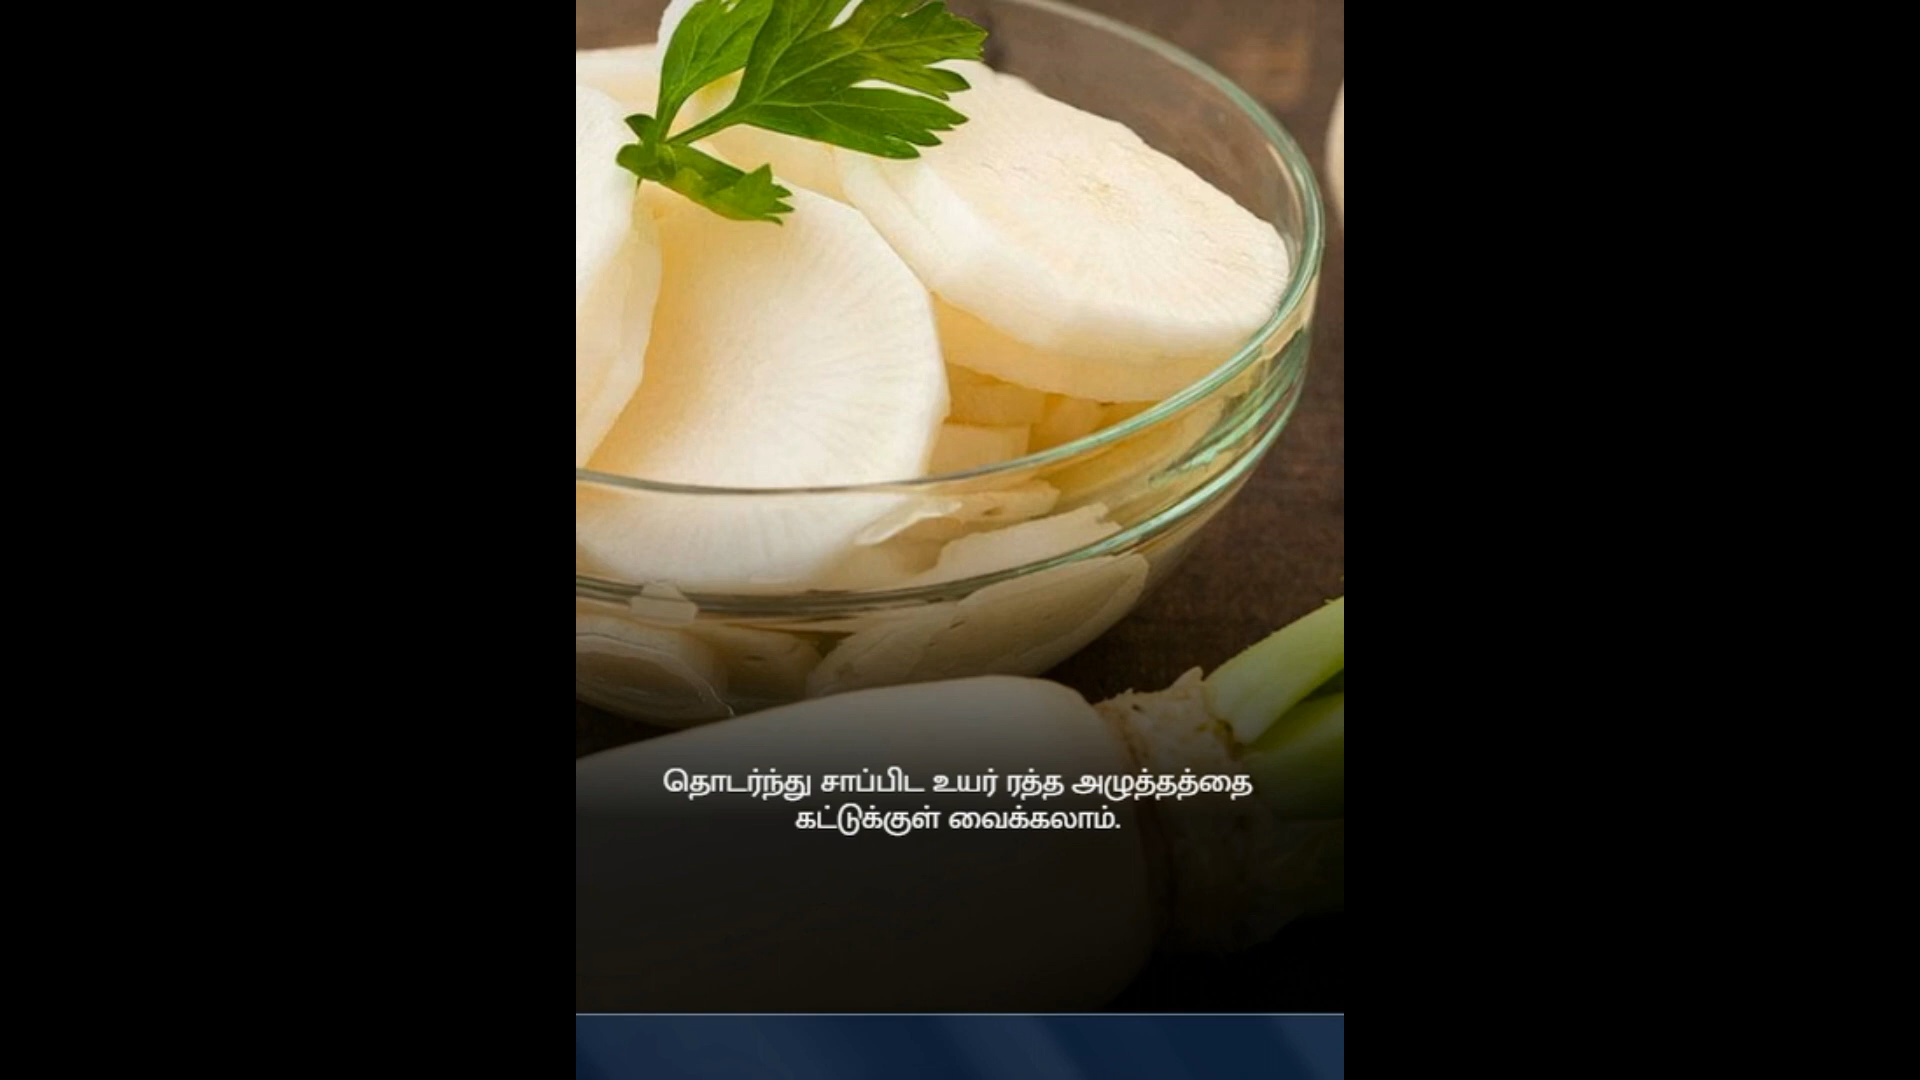 தொடர்ந்து சாப்பிட உயர் ரத்த அழுத்தத்தை
கட்டுக்குள் வைக்கலாம்.